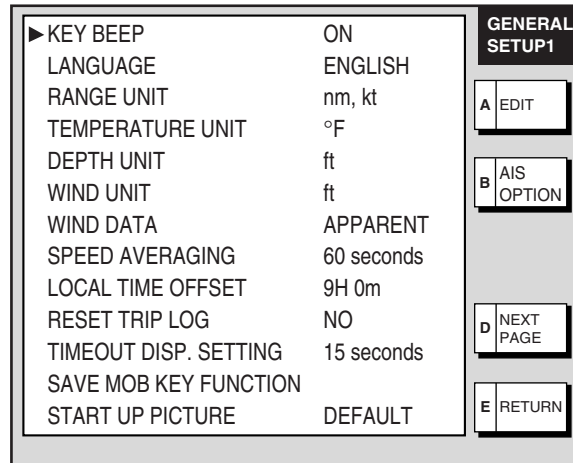 ▶KEY BEEP ON
LANGUAGE ENGLISH
RANGE UNIT nm, kt
TEMPERATURE UNIT °F
DEPTH UNIT ft
WIND UNIT ft
WIND DATA APPARENT
SPEED AVERAGING 60 seconds
LOCAL TIME OFFSET 9H 0m
RESET TRIP LOG NO
TIMEOUT DISP. SETTING 15 seconds
SAVE MOB KEY FUNCTION
START UP PICTURE DEFAULT
GENERAL
SETUP1
A EDIT
B AIS
OPTION
D NEXT
PAGE
E RETURN